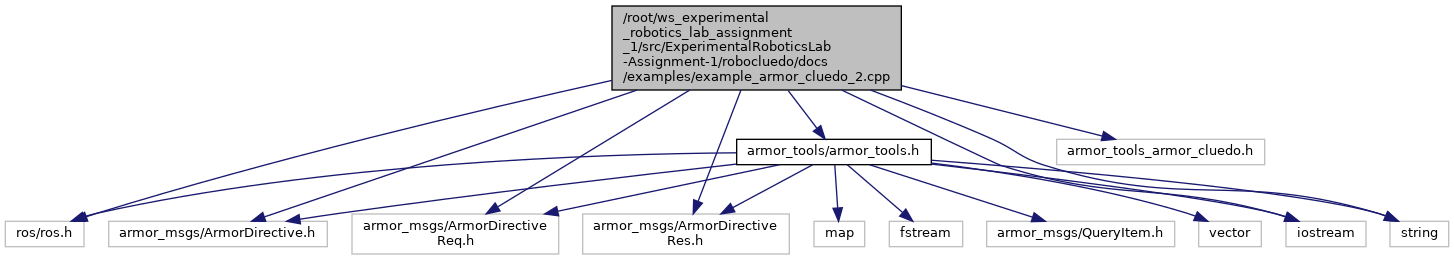 /root/ws_experimental
_robotics_lab_assignment
_1/src/ExperimentalRoboticsLab
-Assignment-1/robocluedo/docs
/examples/example_armor_cluedo_2.cpp
armor_tools/armor_tools.h
armor_tools_armor_cluedo.h
ros/ros.h
armor_msgs/ArmorDirective.h
armor_msgs/ArmorDirective
Req.h
armor_msgs/ArmorDirective
Res.h
map
fstream
armor_msgs/QueryItem.h
vector
iostream
string